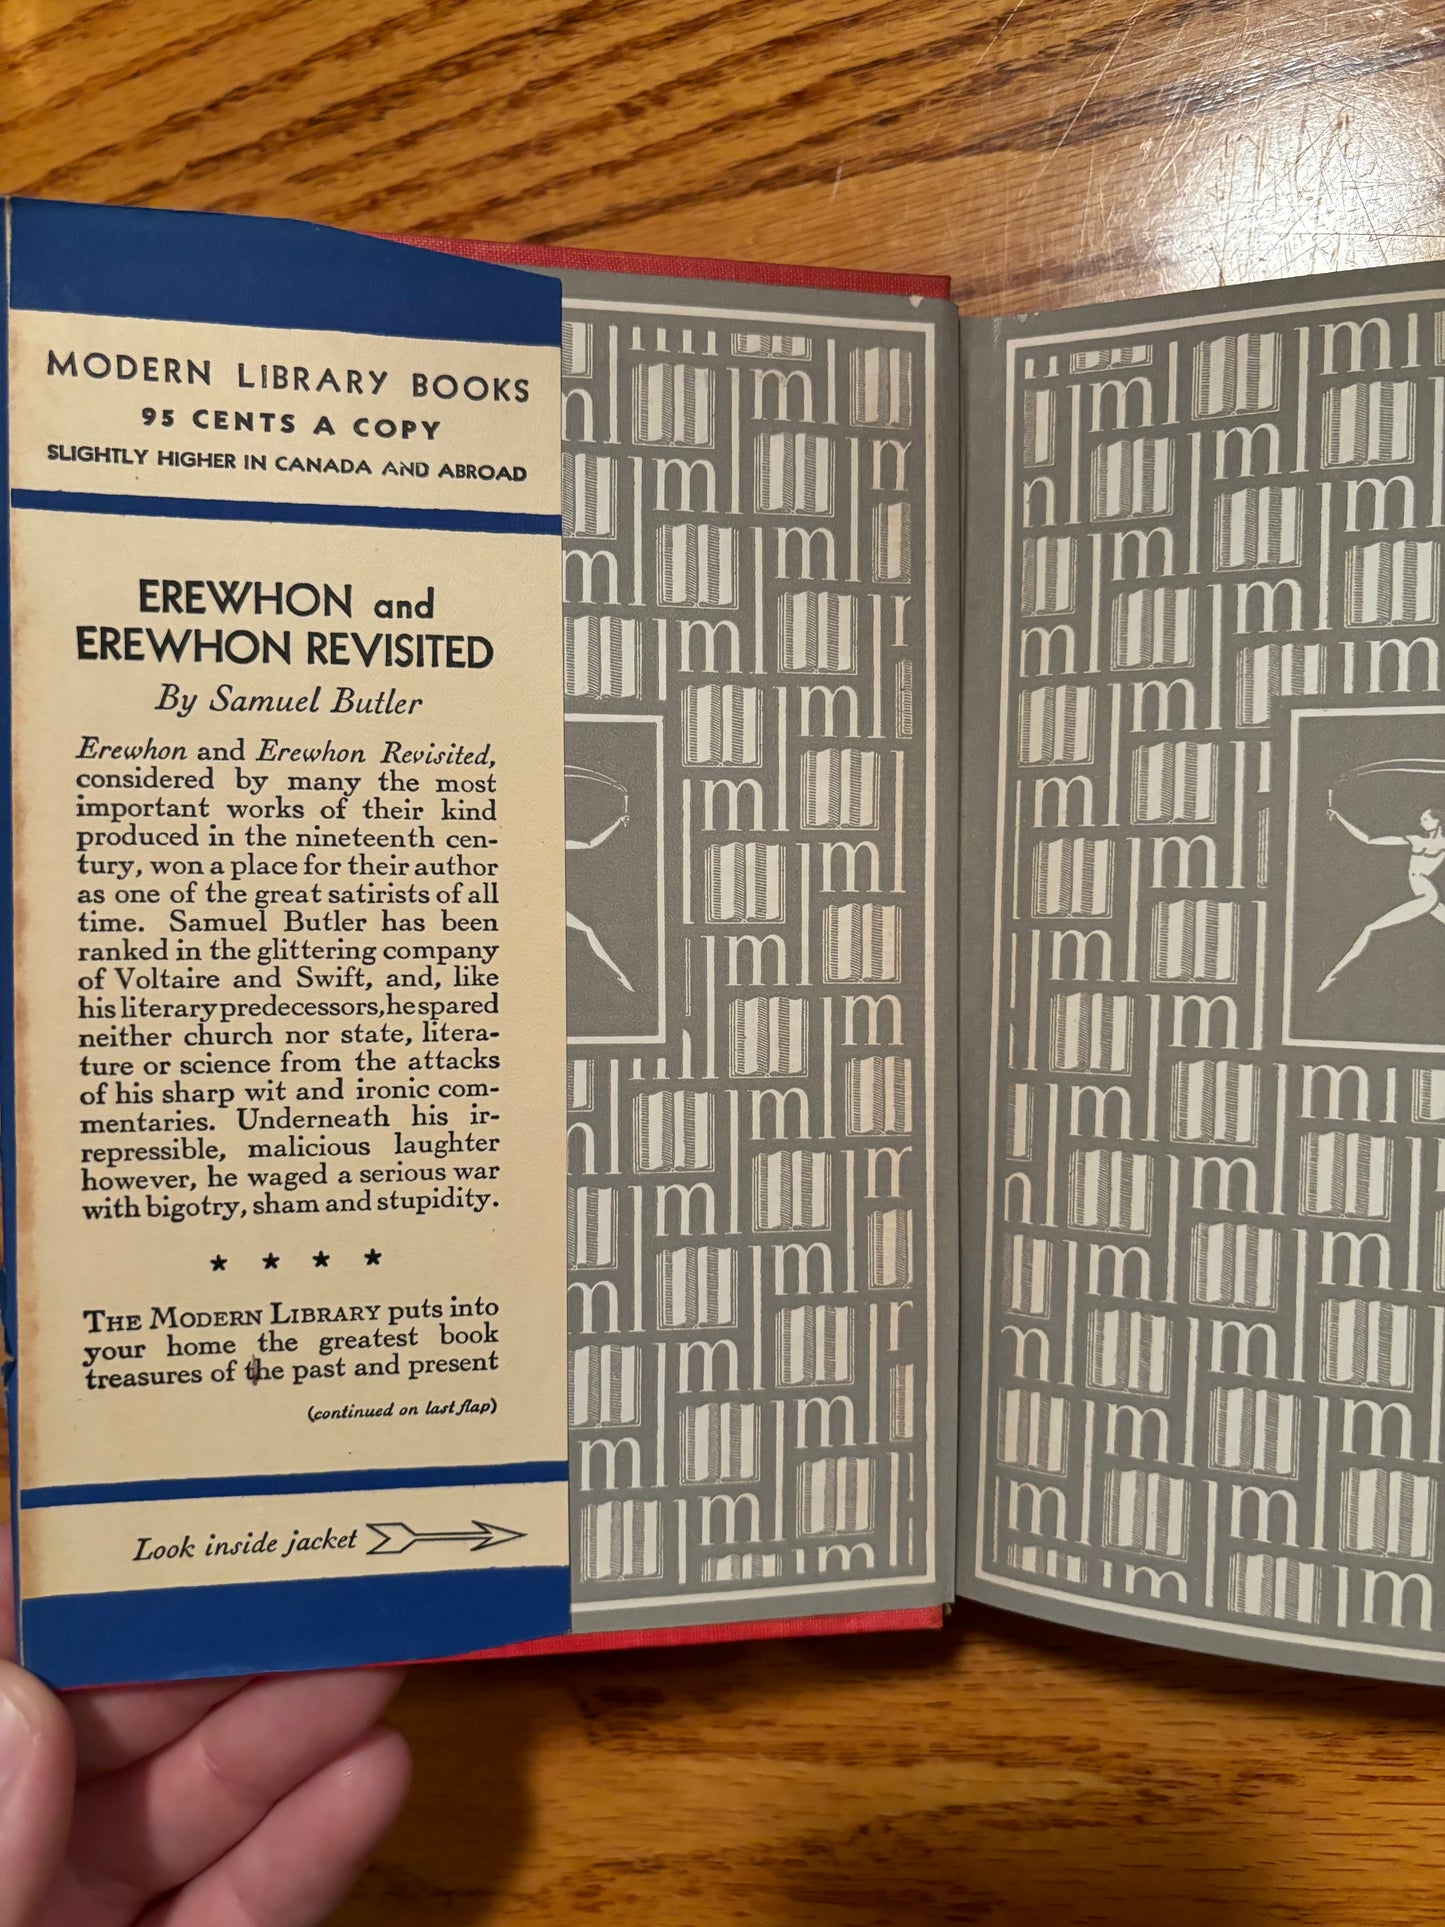 MODERN LIBRARY BOOKS
95 CENTS A COPY
SLIGHTLY HIGHER IN CANADA AND ABROAD
EREWHON and
EREWHON REVISITED
By Samuel Butler
Erewhon and Erewhon Revisited,
considered by many the most
important works of their kind
produced in the nineteenth cen-
tury, won a place for their author
as one of the great satirists of all
time. Samuel Butler has been
ranked in the glittering company
of Voltaire and Swift, and, like
his literary predecessors, he spared
neither church nor state, litera-
ture or science from the attacks
of his sharp wit and ironic com-
mentaries. Underneath his ir-
repressible, malicious laughter
however, he waged a serious war
with bigotry, sham and stupidity.
★ ★ ★ ★
THE MODERN LIBRARY puts into
your home the greatest book
treasures of the past and present
(continued on last flap)
Look inside jacket